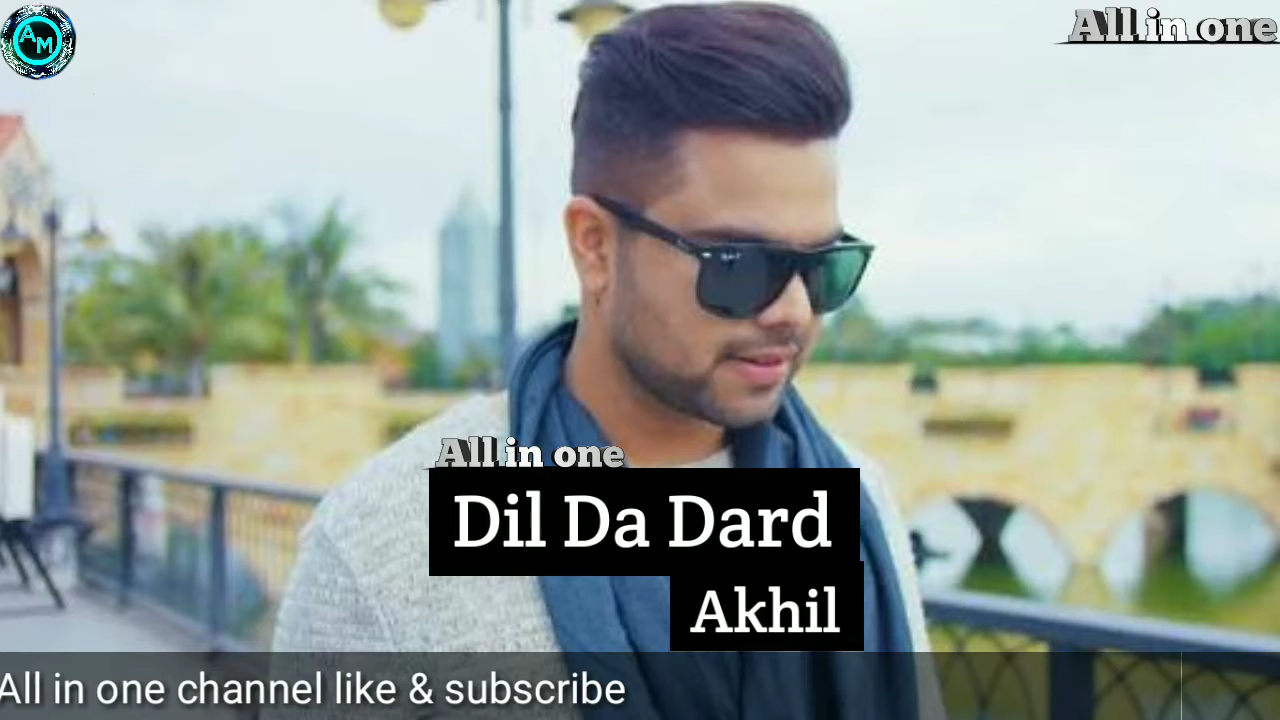 AM
All in one
All in one
Dil Da Dard
Akhil
All in one channel like & subscribe